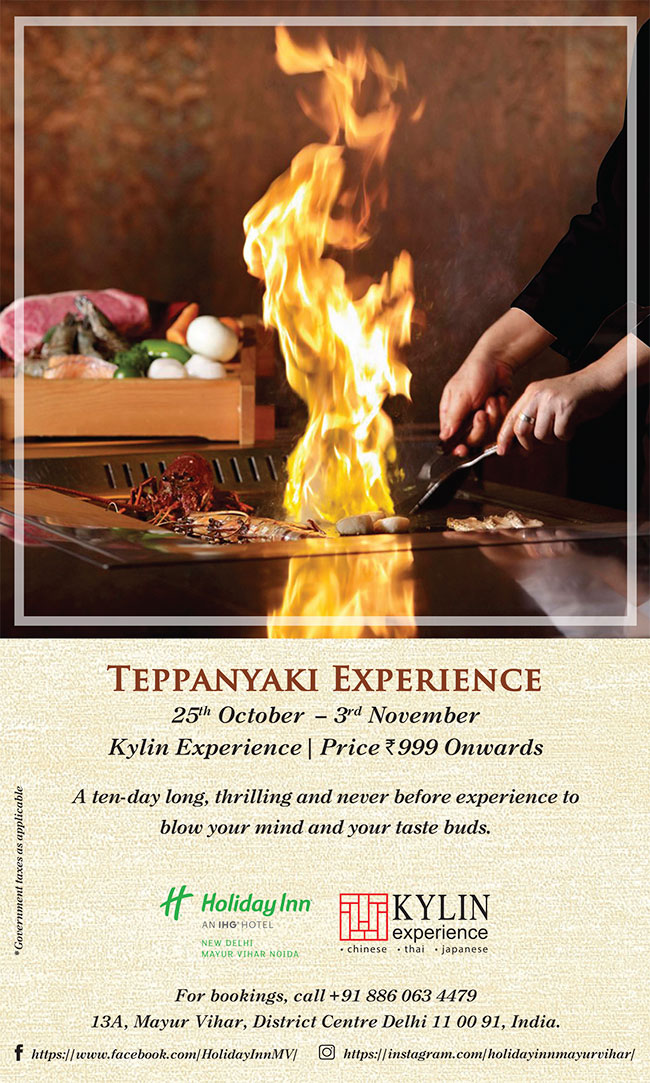 Teppanyaki Experience
25th October – 3rd November
Kylin Experience | Price ₹999 Onwards
A ten-day long, thrilling and never before experience to
blow your mind and your taste buds.
*Government taxes as applicable
Holiday Inn
AN IHG® HOTEL
NEW DELHI
MAYUR VIHAR NOIDA
KYLIN
experience
• chinese • thai • japanese
For bookings, call +91 886 063 4479
13A, Mayur Vihar, District Centre Delhi 11 00 91, India.
https://www.facebook.com/HolidayInnMV/
https://instagram.com/holidayinnmayurvihar/